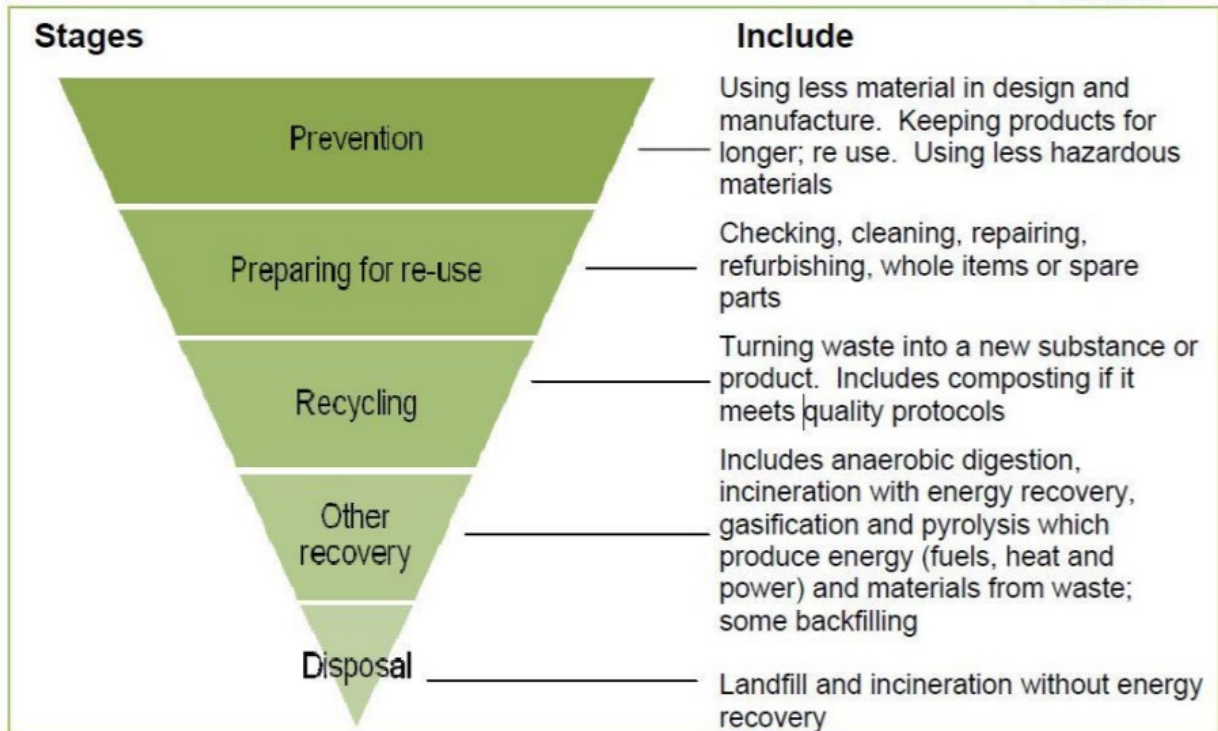 Stages
Include
Prevention
Using less material in design and
manufacture. Keeping products for
longer; re use. Using less hazardous
materials
Preparing for re-use
Checking, cleaning, repairing,
refurbishing, whole items or spare
parts
Recycling
Turning waste into a new substance or
product. Includes composting if it
meets quality protocols
Other
recovery
Includes anaerobic digestion,
incineration with energy recovery,
gasification and pyrolysis which
produce energy (fuels, heat and
power) and materials from waste;
some backfilling
Disposal
Landfill and incineration without energy
recovery